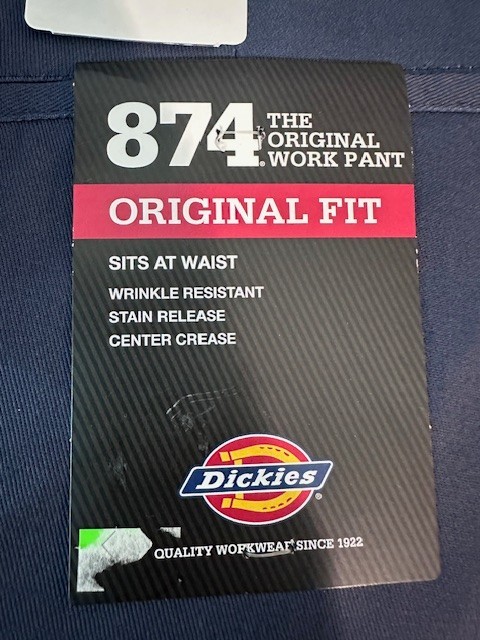 874® THE
ORIGINAL
WORK PANT
ORIGINAL FIT
SITS AT WAIST
WRINKLE RESISTANT
STAIN RELEASE
CENTER CREASE
Dickies®
QUALITY WORKWEAR SINCE 1922